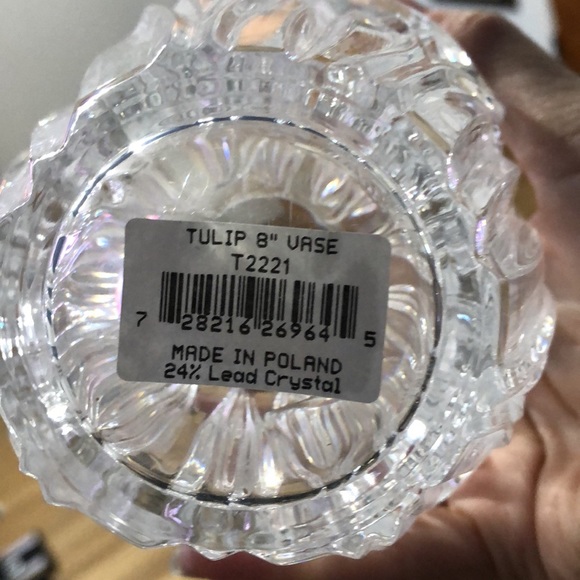 TULIP 8" VASE
T2221
7 28216 26964 5
MADE IN POLAND
24% Lead Crystal